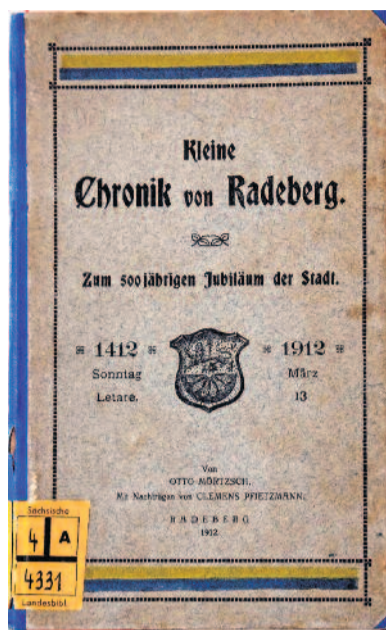 Kleine
Chronik von Radeberg.
Zum 500jährigen Jubiläum der Stadt.
1412
Sonntag
Letare.
1912
März
13
Von
OTTO MÖRTZSCH.
Mit Nachträgen von CLEMENS PFIETZMANN.
RADEBERG
1912.
Sächsische
4 A
4331
Landesbibl.